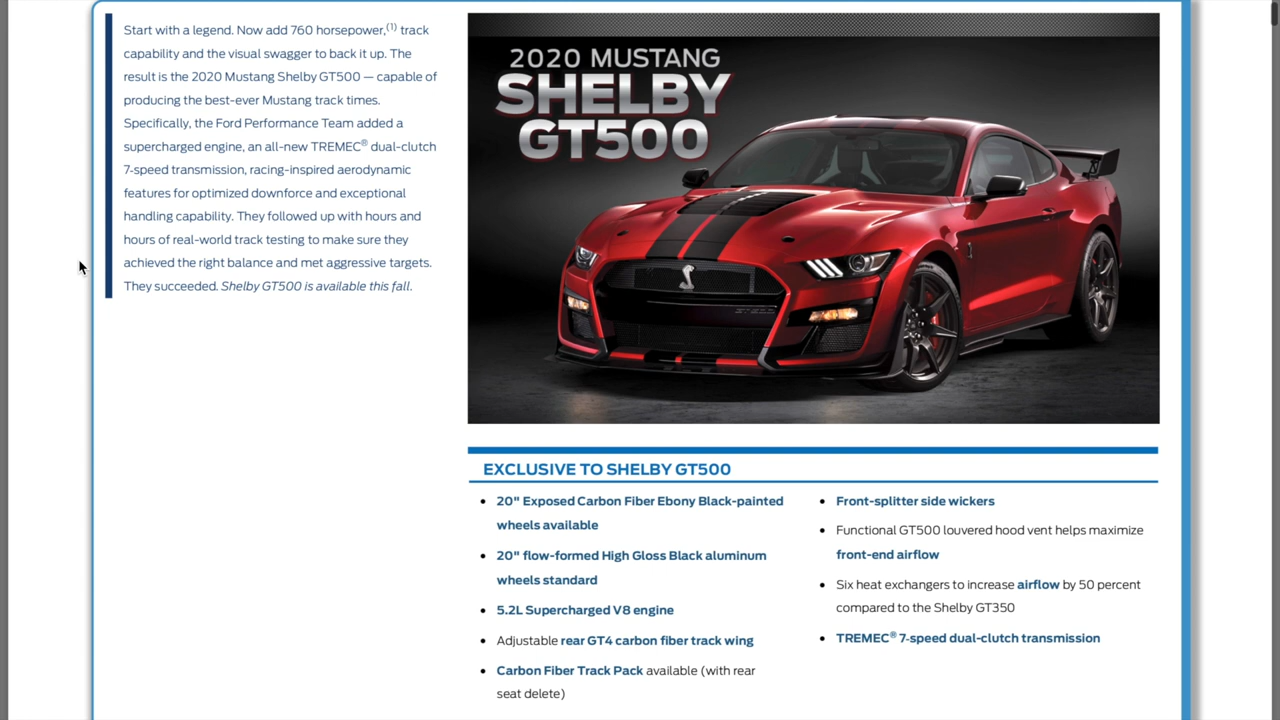 Start with a legend. Now add 760 horsepower,(1) track
capability and the visual swagger to back it up. The
result is the 2020 Mustang Shelby GT500 — capable of
producing the best-ever Mustang track times.
Specifically, the Ford Performance Team added a
supercharged engine, an all-new TREMEC® dual-clutch
7-speed transmission, racing-inspired aerodynamic
features for optimized downforce and exceptional
handling capability. They followed up with hours and
hours of real-world track testing to make sure they
achieved the right balance and met aggressive targets.
They succeeded. Shelby GT500 is available this fall.
2020 MUSTANG
SHELBY
GT500
EXCLUSIVE TO SHELBY GT500
• 20" Exposed Carbon Fiber Ebony Black-painted
wheels available
• 20" flow-formed High Gloss Black aluminum
wheels standard
• 5.2L Supercharged V8 engine
• Adjustable rear GT4 carbon fiber track wing
• Carbon Fiber Track Pack available (with rear
seat delete)
• Front-splitter side wickers
• Functional GT500 louvered hood vent helps maximize
front-end airflow
• Six heat exchangers to increase airflow by 50 percent
compared to the Shelby GT350
• TREMEC® 7-speed dual-clutch transmission